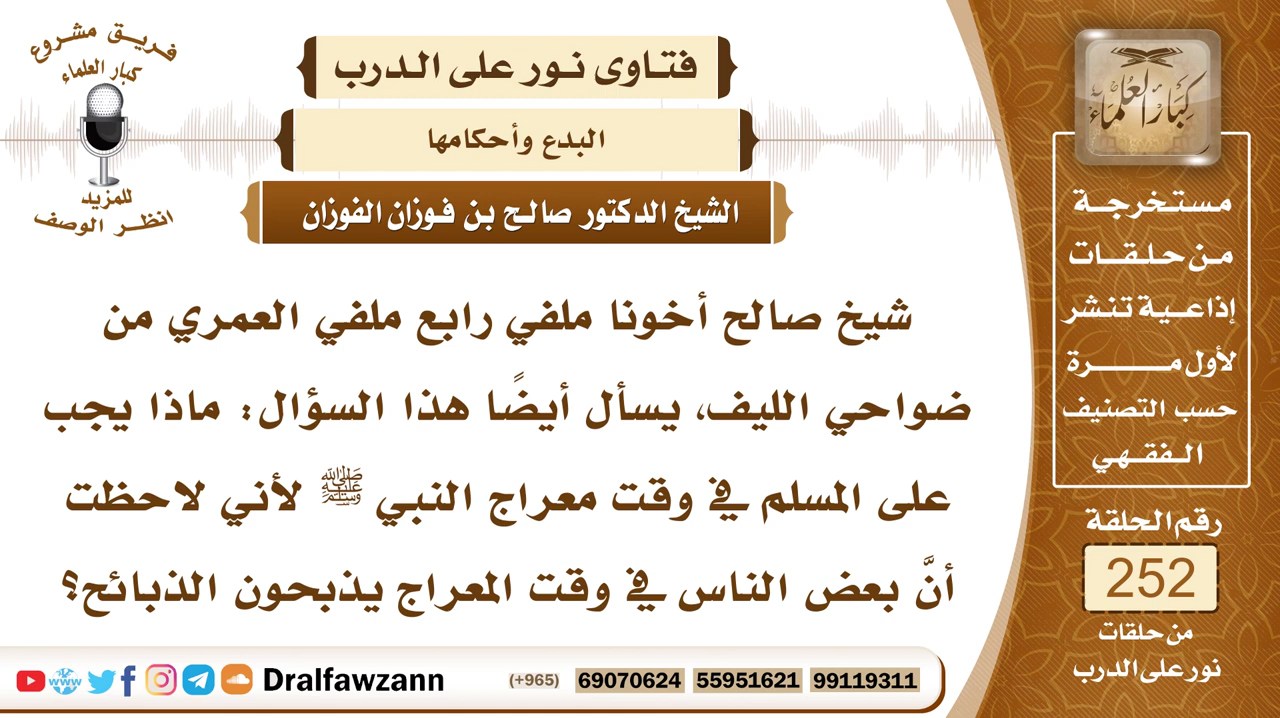 فريق مشروع
كبار العلماء
للمزيد
انظر الوصف
فتاوى نور على الدرب
البدع وأحكامها
الشيخ الدكتور صالح بن فوزان الفوزان
شيخ صالح أخونا ملفي رابع ملفي العمري من
ضواحي الليف، يسأل أيضًا هذا السؤال: ماذا يجب
على المسلم في وقت معراج النبي ﷺ لأني لاحظت
أنَّ بعض الناس في وقت المعراج يذبحون الذبائح؟
كبار العلماء
مستخرجة
من حلقات
إذاعية تنشر
لأول مرة
حسب التصنيف
الفقهي
رقم الحلقة
252
من حلقات
نور على الدرب
www
Dralfawzann
(+965) 69070624 55951621 99119311